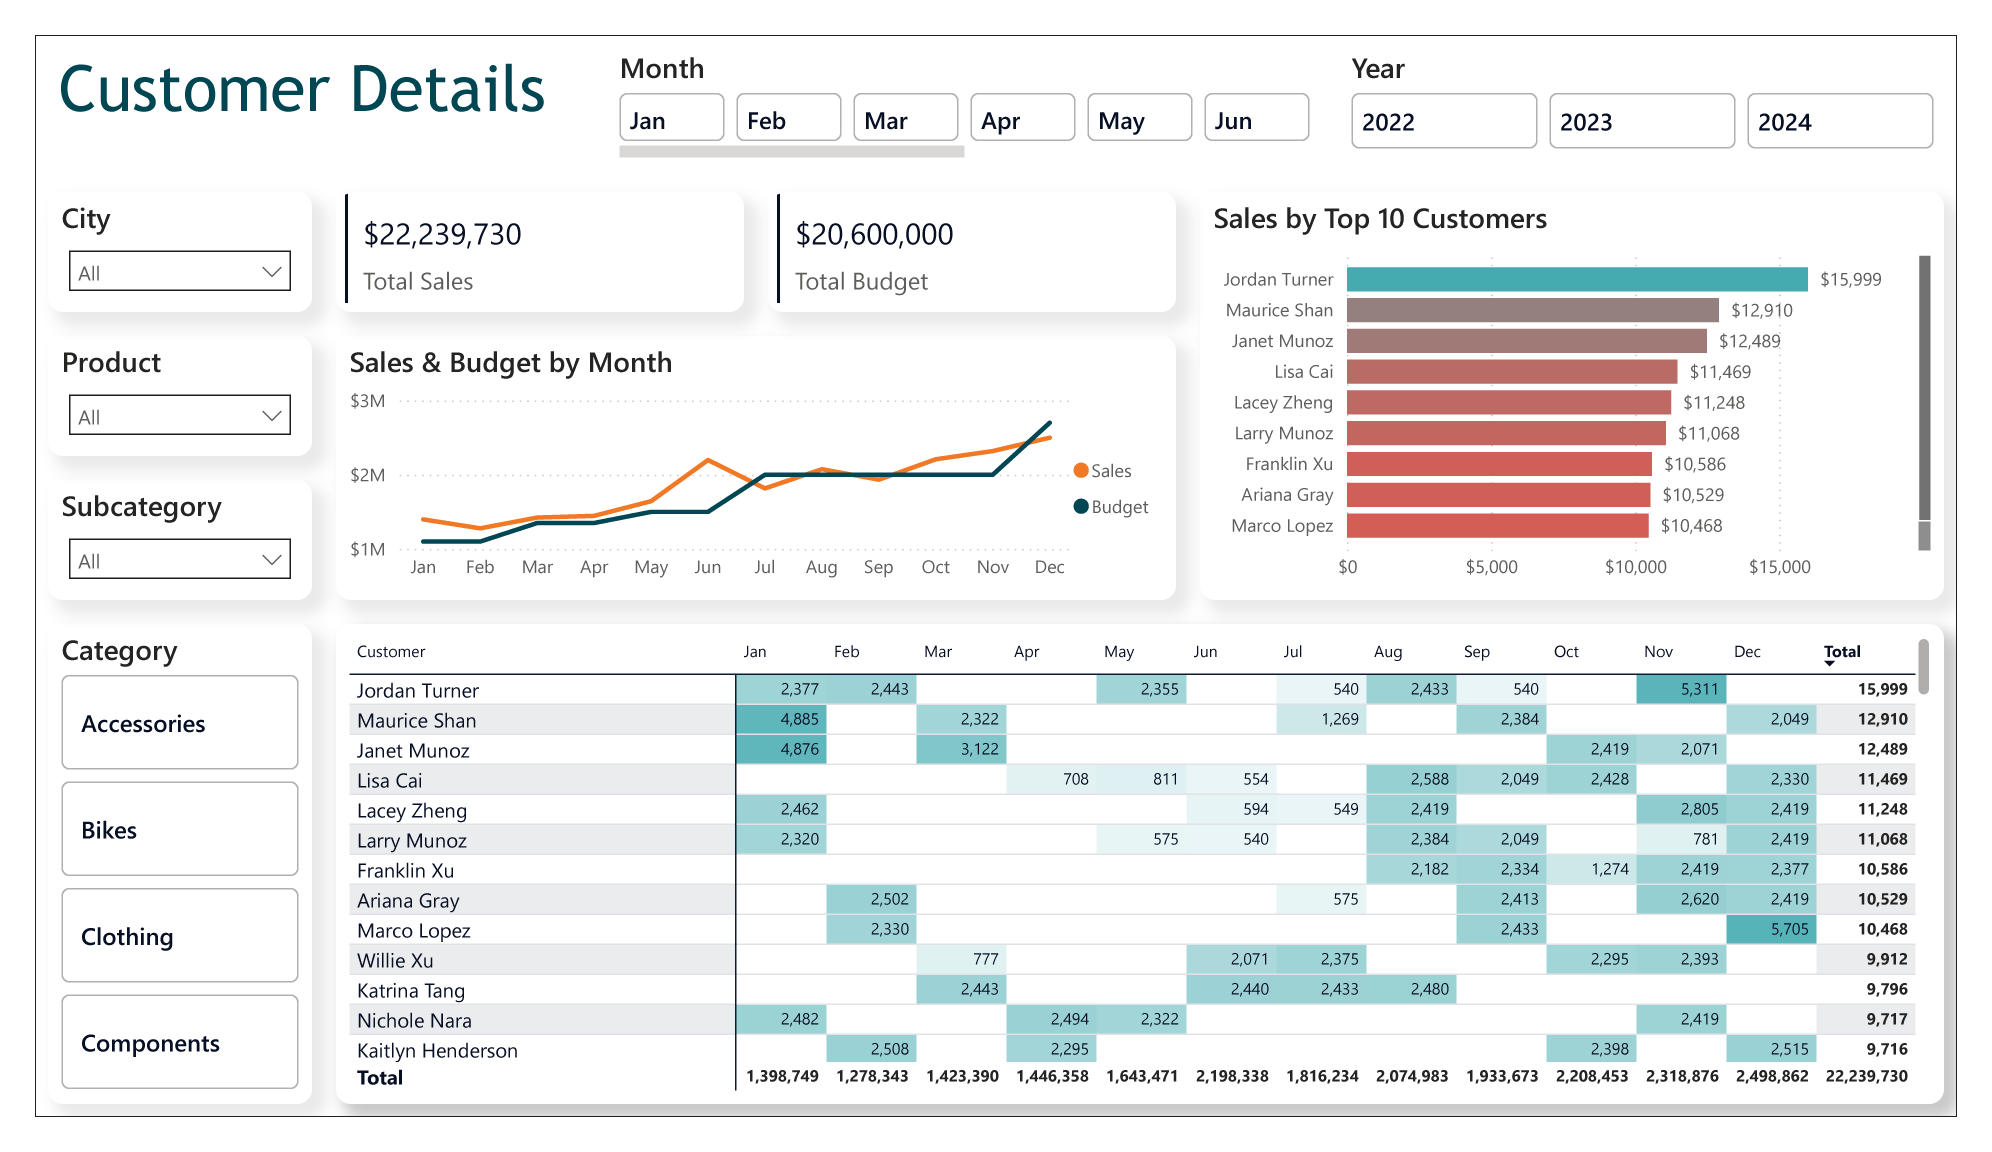 Customer Details
Month
Jan Feb Mar Apr May Jun
Year
2022 2023 2024
City
All
Product
All
Subcategory
All
Category
Accessories
Bikes
Clothing
Components
$22,239,730
Total Sales
$20,600,000
Total Budget
Sales & Budget by Month
$3M
$2M
$1M
Jan Feb Mar Apr May Jun Jul Aug Sep Oct Nov Dec
Sales
Budget
Sales by Top 10 Customers
Jordan Turner $15,999
Maurice Shan $12,910
Janet Munoz $12,489
Lisa Cai $11,469
Lacey Zheng $11,248
Larry Munoz $11,068
Franklin Xu $10,586
Ariana Gray $10,529
Marco Lopez $10,468
$0 $5,000 $10,000 $15,000
Customer Jan Feb Mar Apr May Jun Jul Aug Sep Oct Nov Dec Total
Jordan Turner 2,377 2,443 2,355 540 2,433 540 5,311 15,999
Maurice Shan 4,885 2,322 1,269 2,384 2,049 12,910
Janet Munoz 4,876 3,122 2,419 2,071 12,489
Lisa Cai 708 811 554 2,588 2,049 2,428 2,330 11,469
Lacey Zheng 2,462 594 549 2,419 2,805 2,419 11,248
Larry Munoz 2,320 575 540 2,384 2,049 781 2,419 11,068
Franklin Xu 2,182 2,334 1,274 2,419 2,377 10,586
Ariana Gray 2,502 575 2,413 2,620 2,419 10,529
Marco Lopez 2,330 2,433 5,705 10,468
Willie Xu 777 2,071 2,375 2,295 2,393 9,912
Katrina Tang 2,443 2,440 2,433 2,480 9,796
Nichole Nara 2,482 2,494 2,322 2,419 9,717
Kaitlyn Henderson 2,508 2,295 2,398 2,515 9,716
Total 1,398,749 1,278,343 1,423,390 1,446,358 1,643,471 2,198,338 1,816,234 2,074,983 1,933,673 2,208,453 2,318,876 2,498,862 22,239,730